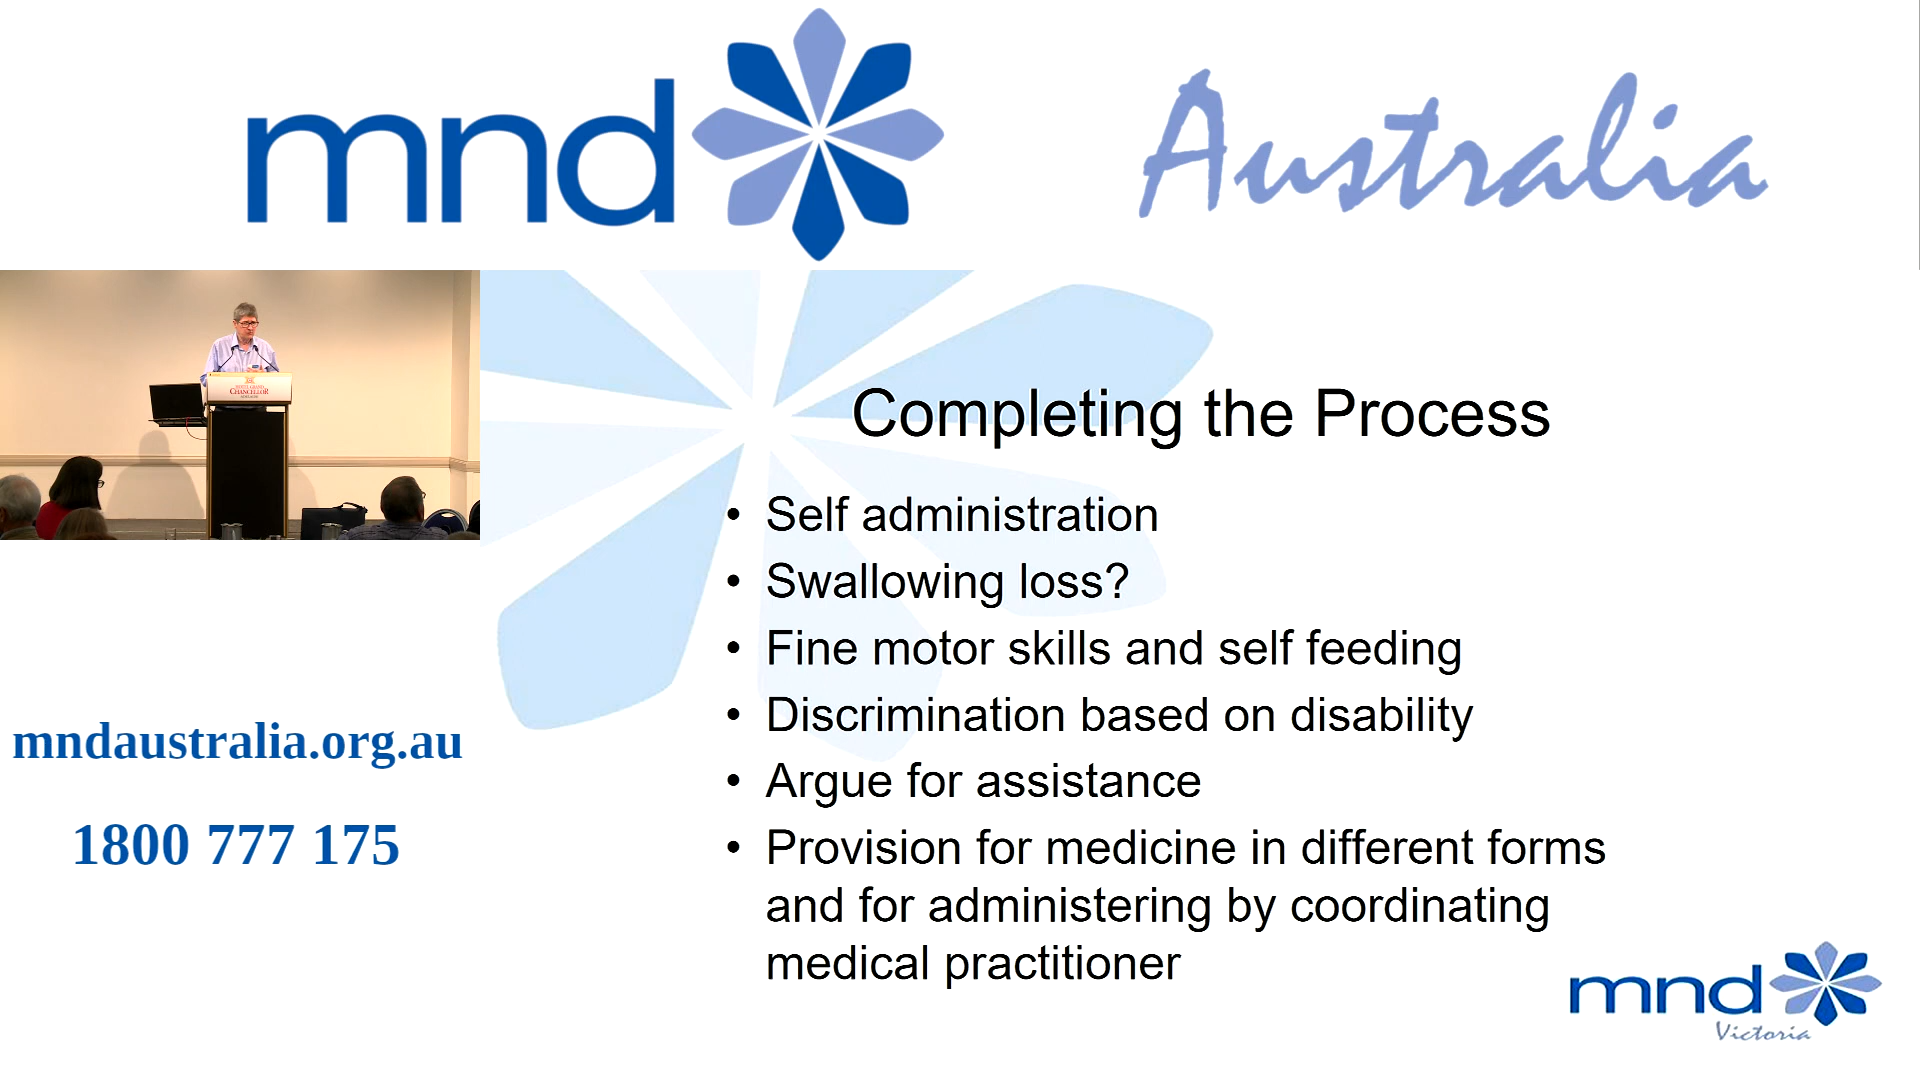 mnd Australia
CHANCELLOR
Completing the Process
• Self administration
• Swallowing loss?
• Fine motor skills and self feeding
• Discrimination based on disability
• Argue for assistance
• Provision for medicine in different forms
and for administering by coordinating
medical practitioner
mndaustralia.org.au
1800 777 175
mnd
Victoria